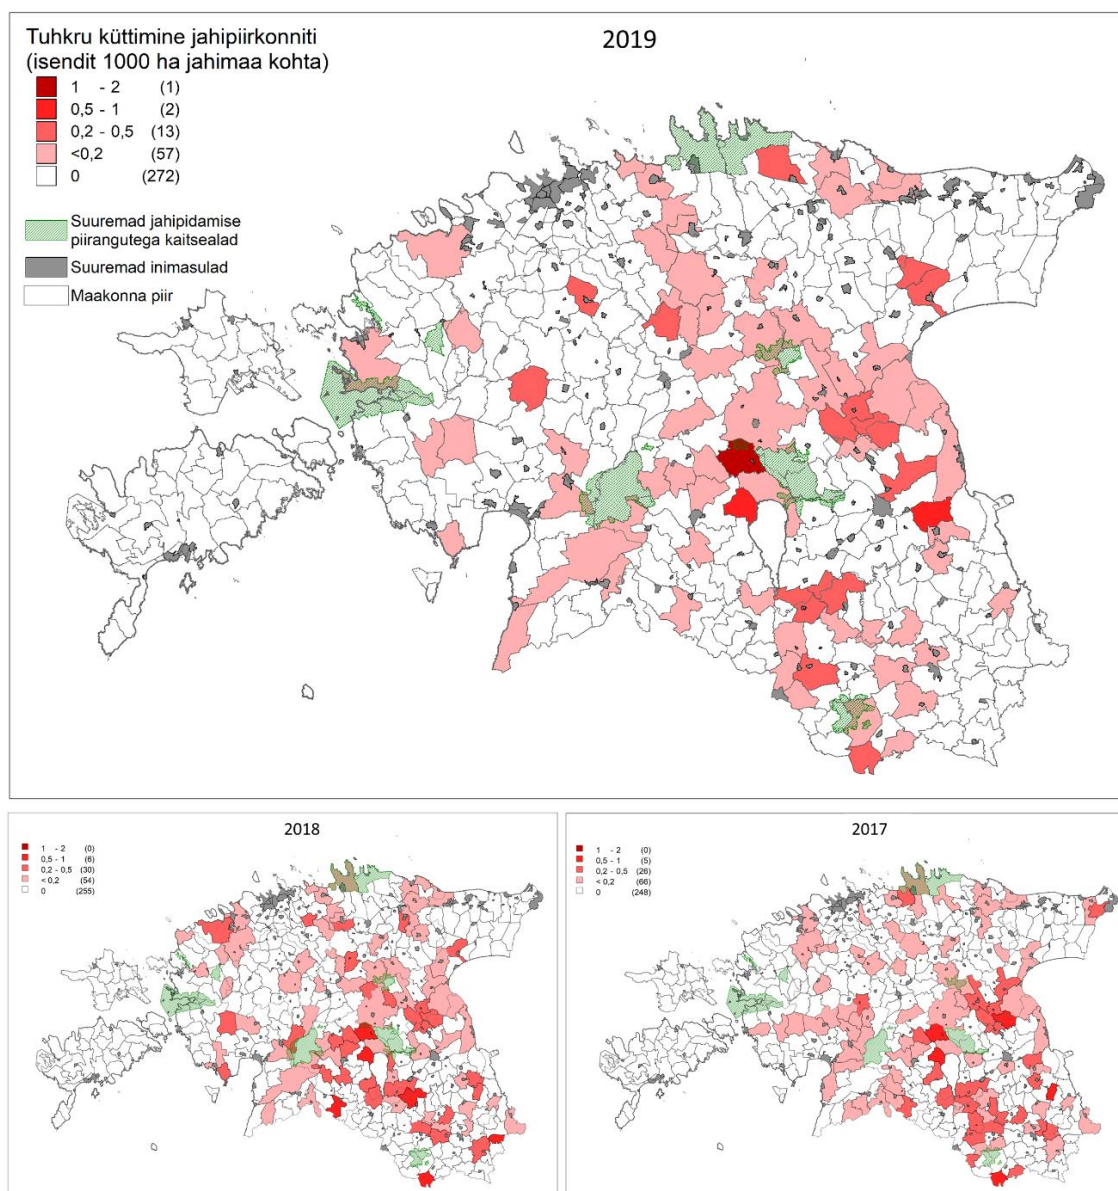 Tuhkru küttimine jahipiirkonniti
(isendit 1000 ha jahimaa kohta)
2019
1 - 2 (1)
0,5 - 1 (2)
0,2 - 0,5 (13)
<0,2 (57)
0 (272)
Suuremad jahipidamise
piirangutega kaitsealad
Suuremad inimasulad
Maakonna piir
2018
1 - 2 (0)
0,5 - 1 (6)
0,2 - 0,5 (30)
< 0,2 (54)
0 (255)
2017
1 - 2 (0)
0,5 - 1 (5)
0,2 - 0,5 (26)
< 0,2 (66)
0 (248)